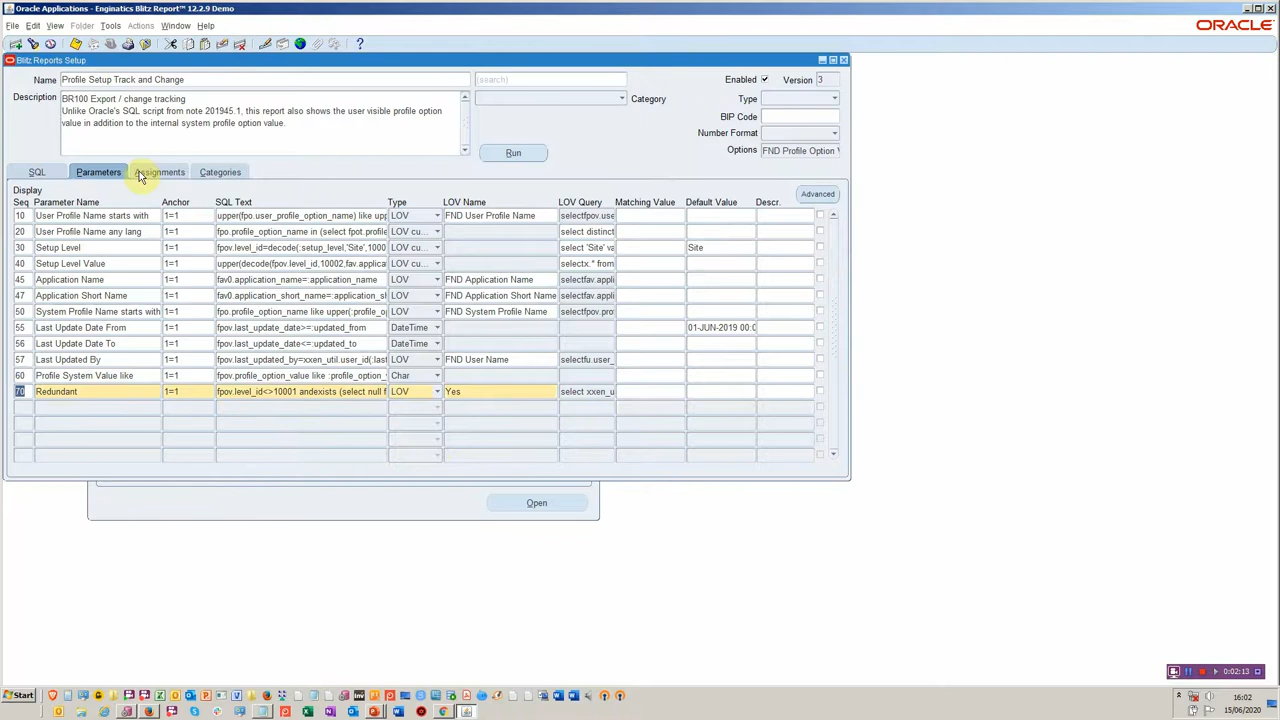 Oracle Applications - Enginatics Blitz Report™ 12.2.9 Demo
File Edit View Folder Tools Actions Window Help
ORACLE
Blitz Reports Setup
Name Profile Setup Track and Change (search) Enabled Version 3
Description BR100 Export / change tracking
Unlike Oracle's SQL script from note 201945.1, this report also shows the user visible profile option
value in addition to the internal system profile option value.
Category
Type
BIP Code
Number Format
Options FND Profile Option
Run
SQL Parameters Assignments Categories
Display
Advanced
Seq Parameter Name Anchor SQL Text Type LOV Name LOV Query Matching Value Default Value Descr.
10 User Profile Name starts with 1=1 upper(fpo.user_profile_option_name) like LOV FND User Profile Name selectfpov.use
20 User Profile Name any lang 1=1 fpo.profile_option_name in (select fpot.profile LOV cu... select distinct
30 Setup Level 1=1 fpov.level_id=decode(:setup_level,'Site',1000 LOV cu... select 'Site' va Site
40 Setup Level Value 1=1 upper(decode(fpov.level_id,10002,fav.applica LOV cu... selectx.* from
45 Application Name 1=1 fav0.application_name=:application_name LOV FND Application Name selectfav.appli
47 Application Short Name 1=1 fav0.application_short_name=:application_sh LOV FND Application Short Name selectfav.appli
50 System Profile Name starts with 1=1 fpo.profile_option_name like upper(:profile_o LOV FND System Profile Name selectfpov.pro
55 Last Update Date From 1=1 fpov.last_update_date>=:updated_from DateTime 01-JUN-2019 00:0
56 Last Update Date To 1=1 fpov.last_update_date<=:updated_to DateTime
57 Last Updated By 1=1 fpov.last_updated_by=xxen_util.user_id(:las LOV FND User Name selectfu.user_
60 Profile System Value like 1=1 fpov.profile_option_value like :profile_option_ Char
70 Redundant 1=1 fpov.level_id<>10001 andexists (select null f LOV Yes select xxen_u
Open
0:02:13
Start
16:02
15/06/2020